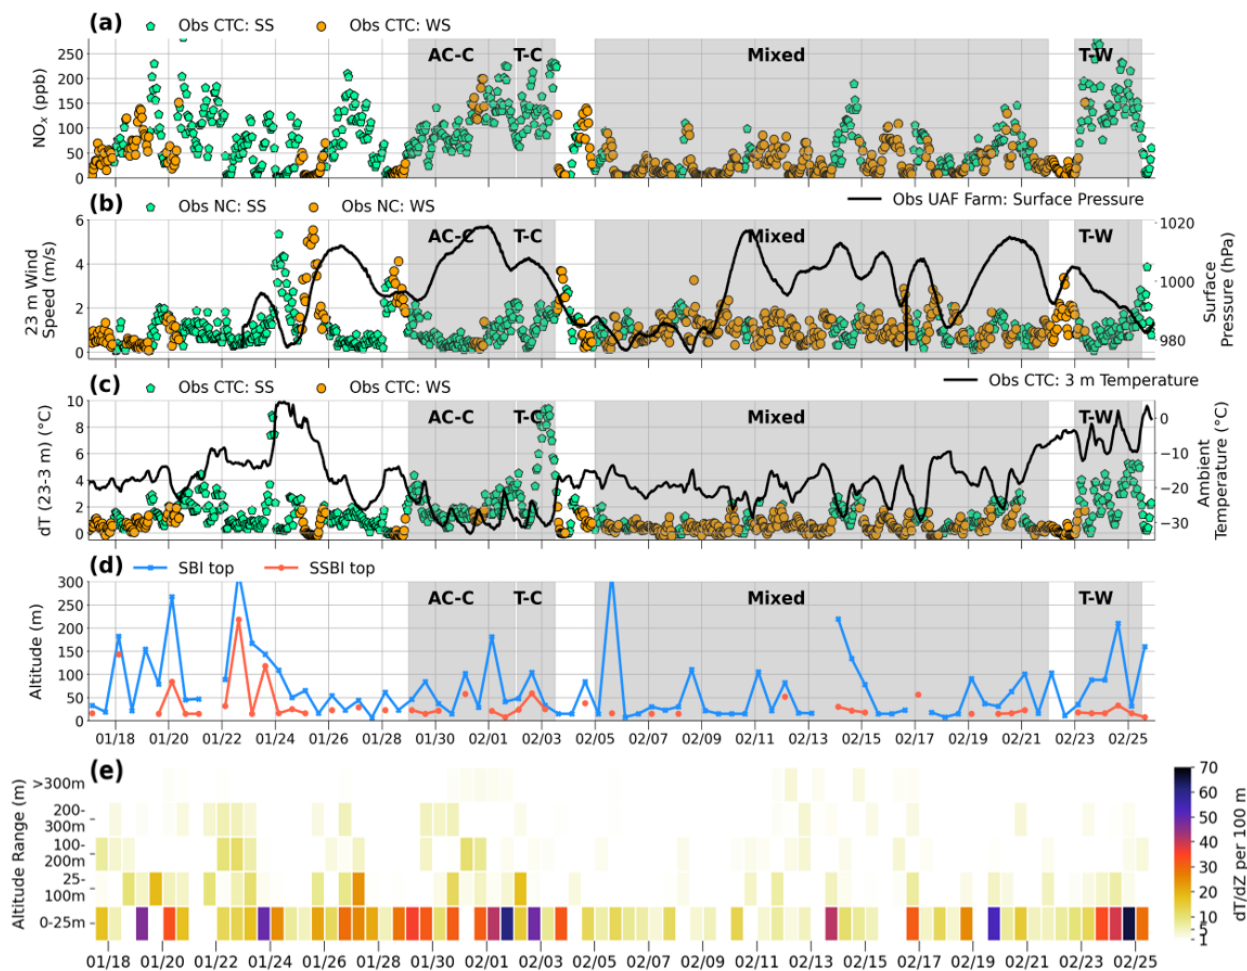 (a)
Obs CTC: SS
Obs CTC: WS
AC-C
T-C
Mixed
T-W
NOx (ppb)
250
200
150
100
50
0
(b)
Obs NC: SS
Obs NC: WS
Obs UAF Farm: Surface Pressure
AC-C
T-C
Mixed
T-W
23 m Wind
Speed (m/s)
6
4
2
0
1020
1000
980
Surface
Pressure (hPa)
(c)
Obs CTC: SS
Obs CTC: WS
Obs CTC: 3 m Temperature
AC-C
T-C
Mixed
T-W
dT (23-3 m) (°C)
10
8
6
4
2
0
0
−10
−20
−30
Ambient
Temperature (°C)
(d)
SBI top
SSBI top
AC-C
T-C
Mixed
T-W
Altitude (m)
300
250
200
150
100
50
0
01/18 01/20 01/22 01/24 01/26 01/28 01/30 02/01 02/03 02/05 02/07 02/09 02/11 02/13 02/15 02/17 02/19 02/21 02/23 02/25
(e)
Altitude Range (m)
>300m
200-
300m
100-
200m
25-
100m
0-25m
01/18 01/20 01/22 01/24 01/26 01/28 01/30 02/01 02/03 02/05 02/07 02/09 02/11 02/13 02/15 02/17 02/19 02/21 02/23 02/25
70
60
50
40
30
20
10
5
1
dT/dZ per 100 m